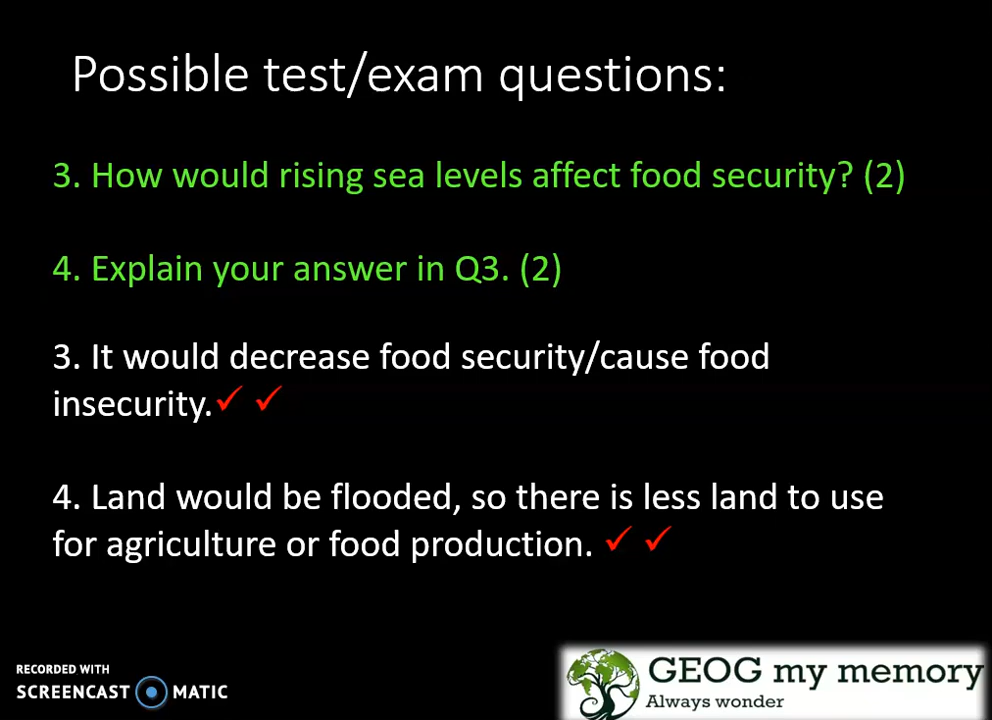 Possible test/exam questions:
3. How would rising sea levels affect food security? (2)
4. Explain your answer in Q3. (2)
3. It would decrease food security/cause food
insecurity.✓ ✓
4. Land would be flooded, so there is less land to use
for agriculture or food production. ✓ ✓
RECORDED WITH
SCREENCAST MATIC
GEOG my memory
Always wonder